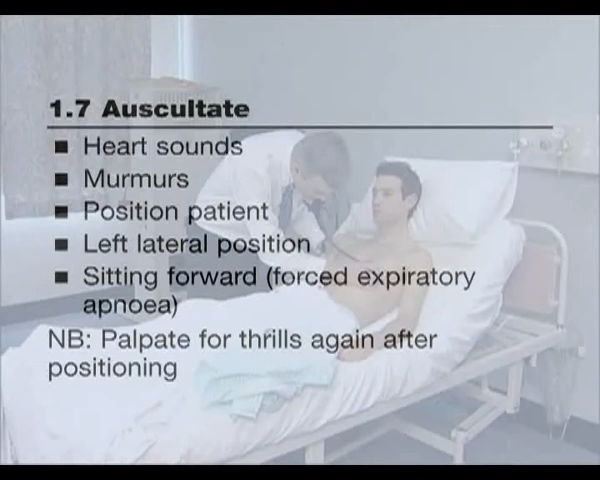 1.7 Auscultate
■ Heart sounds
■ Murmurs
■ Position patient
■ Left lateral position
■ Sitting forward (forced expiratory
apnoea)
NB: Palpate for thrills again after
positioning